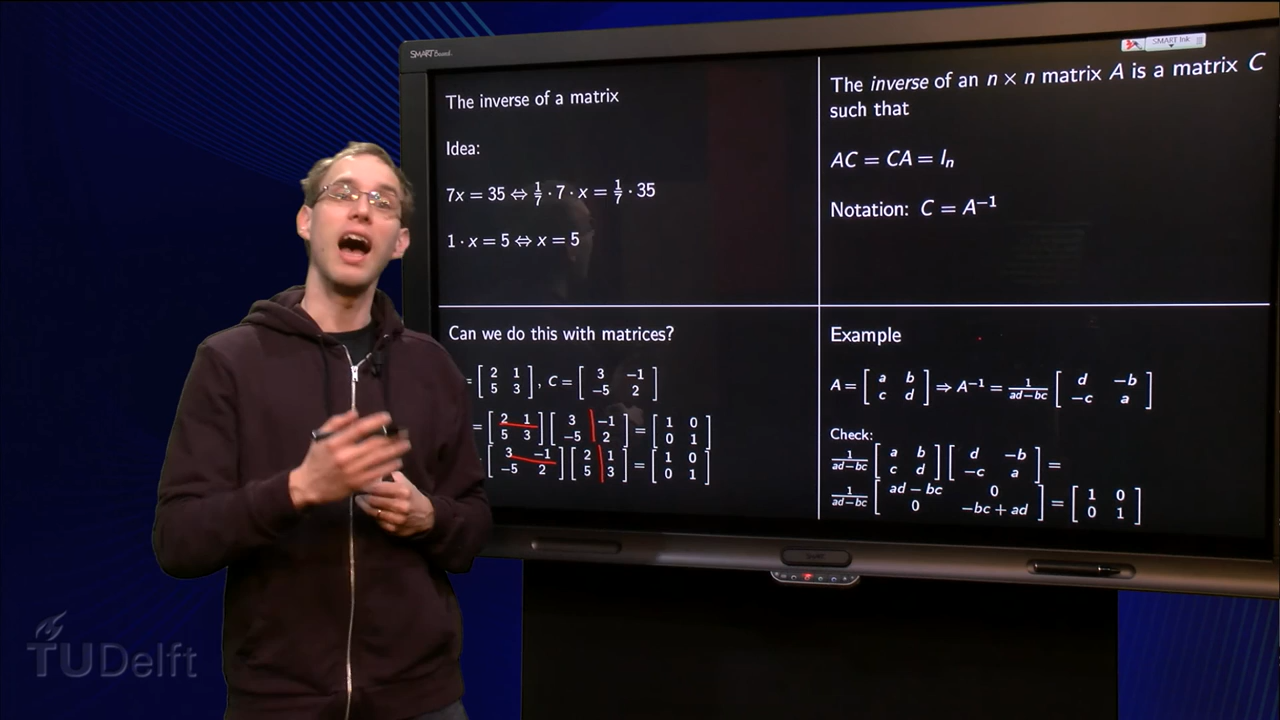 SMART Board
SMART Ink
The inverse of a matrix
Idea:
7x = 35 ⇔ 1/7 · 7 · x = 1/7 · 35
1 · x = 5 ⇔ x = 5
The inverse of an n × n matrix A is a matrix C
such that
AC = CA = Iₙ
Notation: C = A⁻¹
Can we do this with matrices?
= [2 1; 5 3], C = [3 −1; −5 2]
= [2 1; 5 3] [3 −1; −5 2] = [1 0; 0 1]
[3 −1; −5 2] [2 1; 5 3] = [1 0; 0 1]
Example
A = [a b; c d] ⇒ A⁻¹ = 1/(ad−bc) [d −b; −c a]
Check:
1/(ad−bc) [a b; c d] [d −b; −c a] =
1/(ad−bc) [ad − bc 0; 0 −bc + ad] = [1 0; 0 1]
SMART
TUDelft